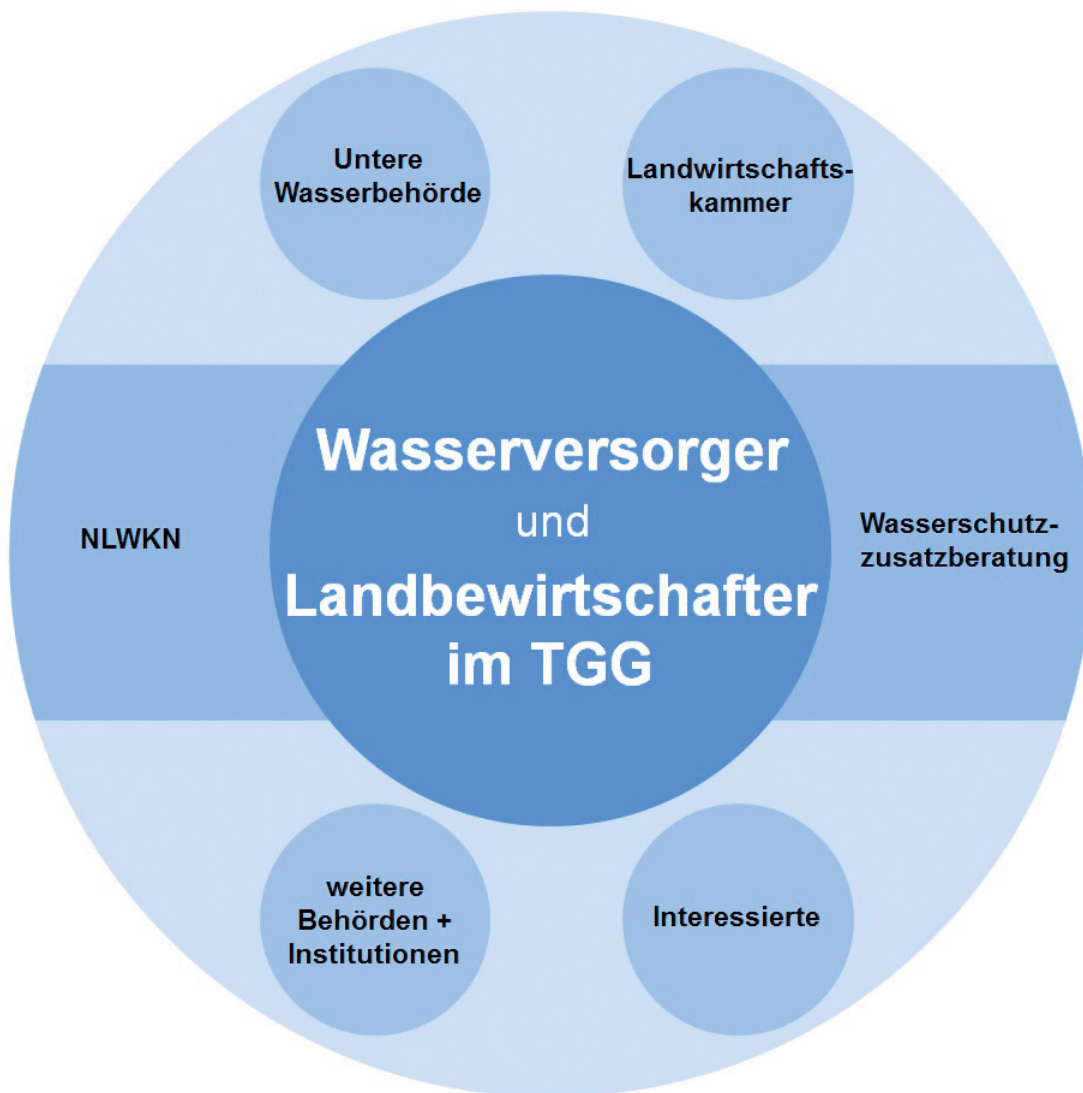 Untere
Wasserbehörde
Landwirtschafts-
kammer
Wasserversorger
und
Landbewirtschafter
im TGG
NLWKN
Wasserschutz-
zusatzberatung
weitere
Behörden +
Institutionen
Interessierte